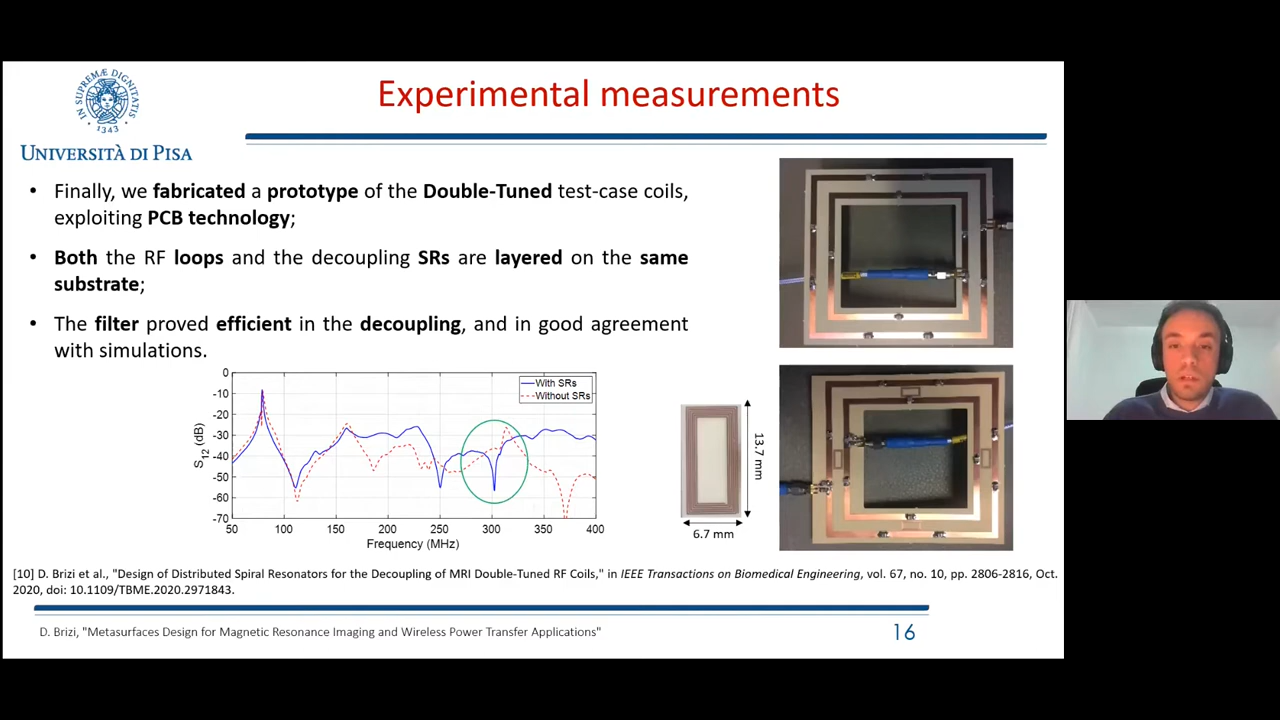 Experimental measurements
IN SUPREMÆ DIGNITATIS
1343
UNIVERSITÀ DI PISA
• Finally, we fabricated a prototype of the Double-Tuned test-case coils,
exploiting PCB technology;
• Both the RF loops and the decoupling SRs are layered on the same
substrate;
• The filter proved efficient in the decoupling, and in good agreement
with simulations.
0
-10
-20
-30
-40
-50
-60
-70
S12 (dB)
With SRs
Without SRs
50 100 150 200 250 300 350 400
Frequency (MHz)
13.7 mm
6.7 mm
[10] D. Brizi et al., "Design of Distributed Spiral Resonators for the Decoupling of MRI Double-Tuned RF Coils," in IEEE Transactions on Biomedical Engineering, vol. 67, no. 10, pp. 2806-2816, Oct.
2020, doi: 10.1109/TBME.2020.2971843.
D. Brizi, "Metasurfaces Design for Magnetic Resonance Imaging and Wireless Power Transfer Applications"
16